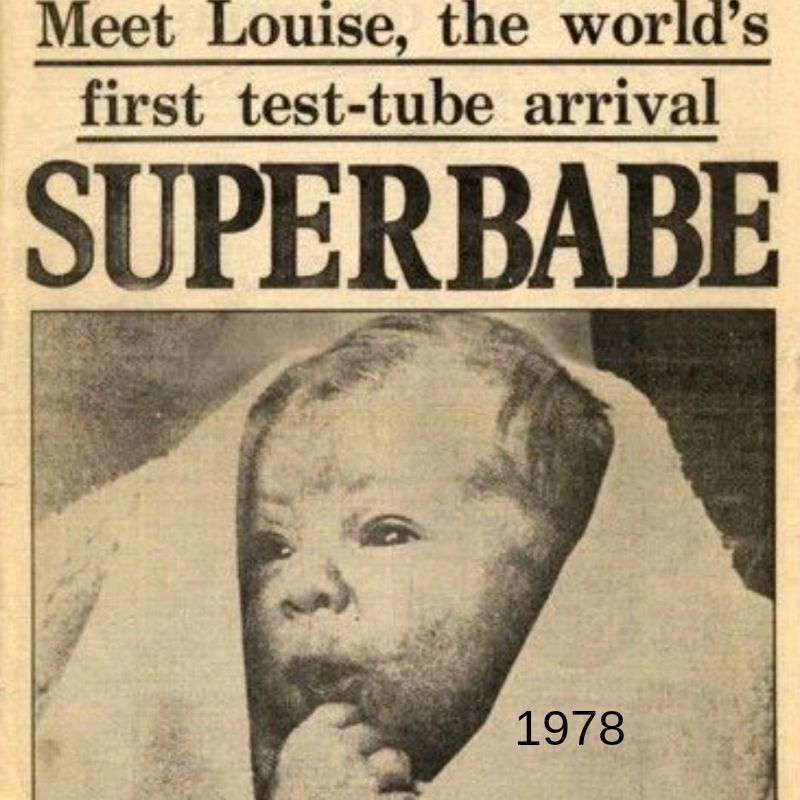 Meet Louise, the world's
first test-tube arrival
SUPERBABE
1978